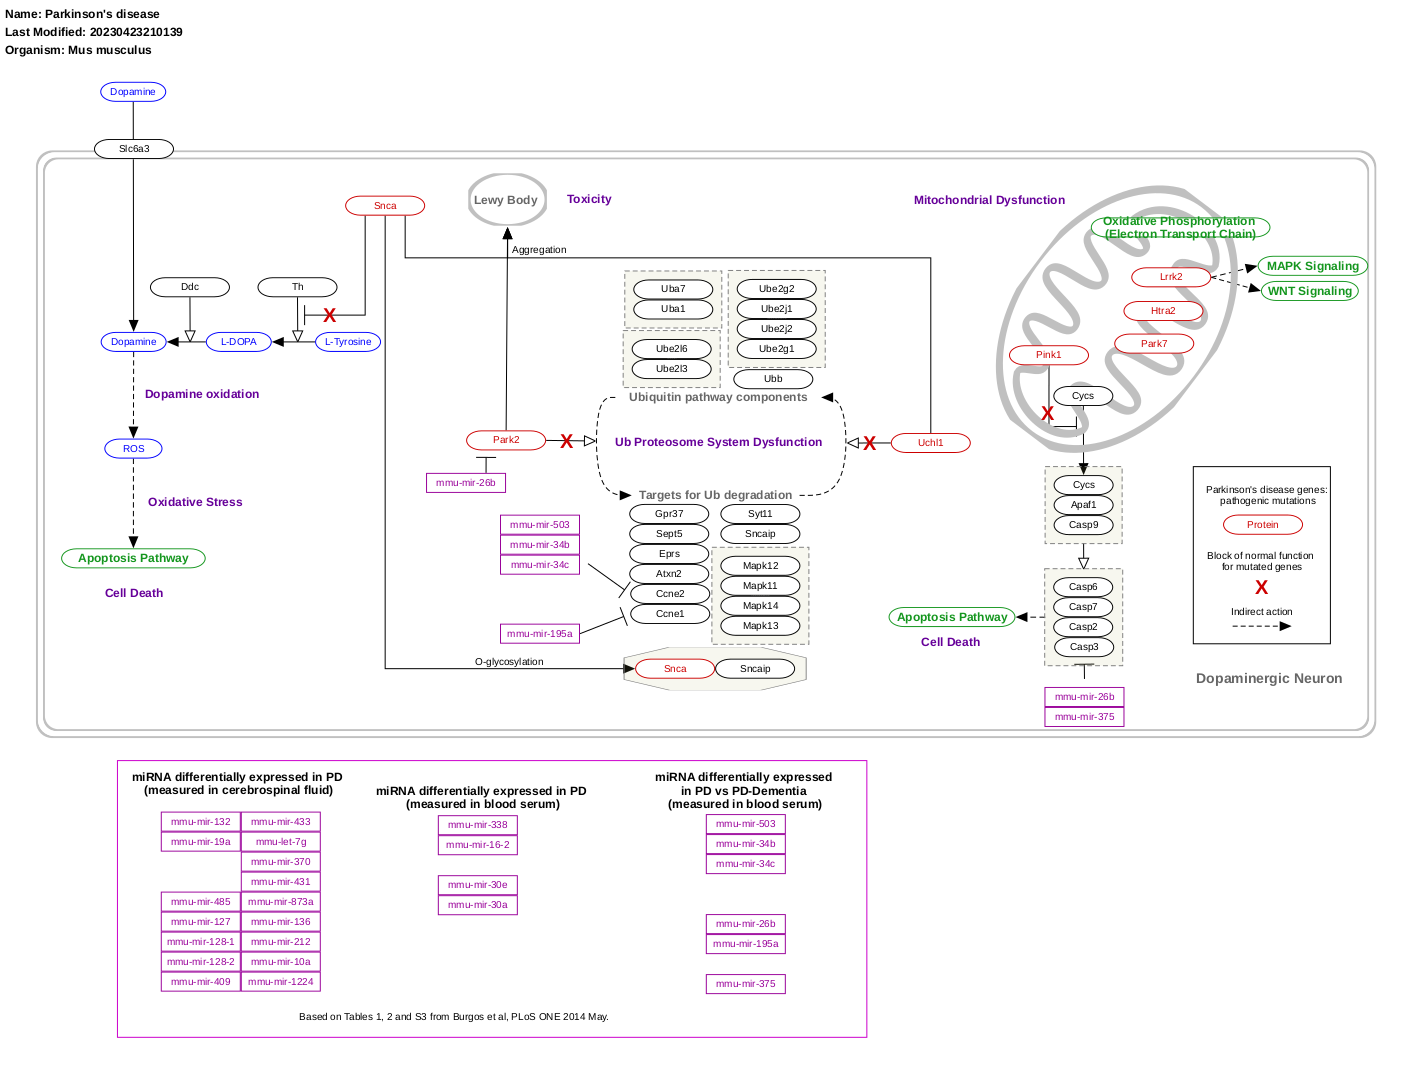 Name: Parkinson's disease
Last Modified: 20230423210139
Organism: Mus musculus
Dopamine
Slc6a3
Snca
Lewy Body
Toxicity
Mitochondrial Dysfunction
Oxidative Phosphorylation
(Electron Transport Chain)
Aggregation
MAPK Signaling
Lrrk2
WNT Signaling
Ddc
Th
Uba7
Uba1
Ube2g2
Ube2j1
Ube2j2
Ube2g1
Htra2
X
Dopamine
L-DOPA
L-Tyrosine
Ube2l6
Ube2l3
Park7
Pink1
Ubb
Dopamine oxidation
Ubiquitin pathway components
Cycs
X
ROS
Park2
X
Ub Proteosome System Dysfunction
X
Uchl1
mmu-mir-26b
Targets for Ub degradation
Cycs
Apaf1
Casp9
Oxidative Stress
Gpr37
Sept5
Eprs
Atxn2
Ccne2
Ccne1
Syt11
Sncaip
mmu-mir-503
mmu-mir-34b
mmu-mir-34c
Mapk12
Mapk11
Mapk14
Mapk13
Parkinson's disease genes:
pathogenic mutations
Protein
Block of normal function
for mutated genes
X
Indirect action
Apoptosis Pathway
Cell Death
Casp6
Casp7
Casp2
Casp3
Apoptosis Pathway
Cell Death
mmu-mir-195a
O-glycosylation
Snca
Sncaip
Dopaminergic Neuron
mmu-mir-26b
mmu-mir-375
miRNA differentially expressed in PD
(measured in cerebrospinal fluid)
mmu-mir-132
mmu-mir-433
mmu-mir-19a
mmu-let-7g
mmu-mir-370
mmu-mir-431
mmu-mir-485
mmu-mir-873a
mmu-mir-127
mmu-mir-136
mmu-mir-128-1
mmu-mir-212
mmu-mir-128-2
mmu-mir-10a
mmu-mir-409
mmu-mir-1224
miRNA differentially expressed in PD
(measured in blood serum)
mmu-mir-338
mmu-mir-16-2
mmu-mir-30e
mmu-mir-30a
miRNA differentially expressed
in PD vs PD-Dementia
(measured in blood serum)
mmu-mir-503
mmu-mir-34b
mmu-mir-34c
mmu-mir-26b
mmu-mir-195a
mmu-mir-375
Based on Tables 1, 2 and S3 from Burgos et al, PLoS ONE 2014 May.